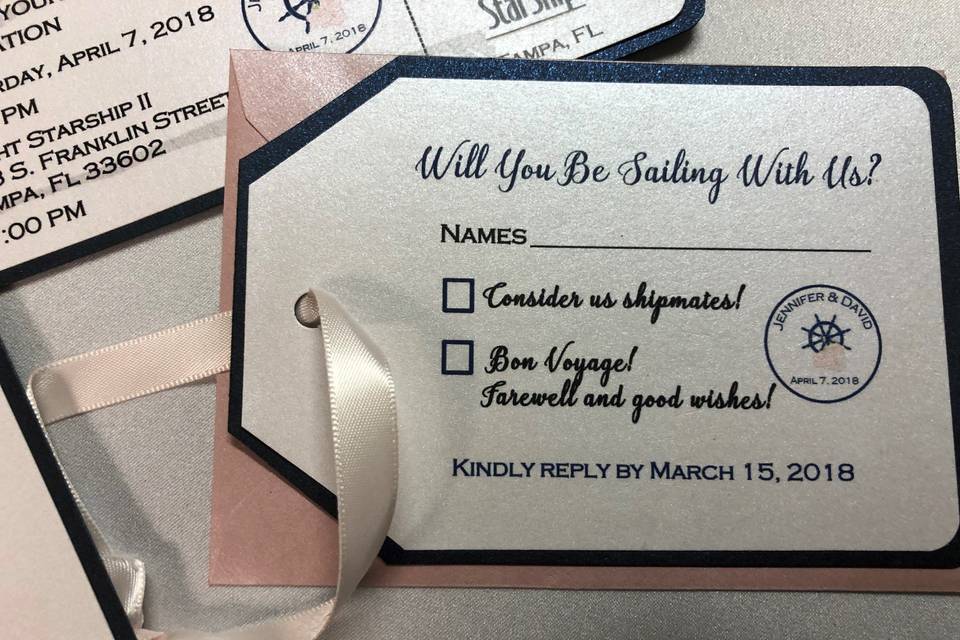 YOUR
ATION
RDAY, APRIL 7, 2018
PM
HT STARSHIP II
S. FRANKLIN STREET
MPA, FL 33602
:00 PM
APRIL 7, 2018
StarShip
TAMPA, FL
Will You Be Sailing With Us?
NAMES
Consider us shipmates!
Bon Voyage!
Farewell and good wishes!
JENNIFER & DAVID
APRIL 7, 2018
KINDLY REPLY BY MARCH 15, 2018